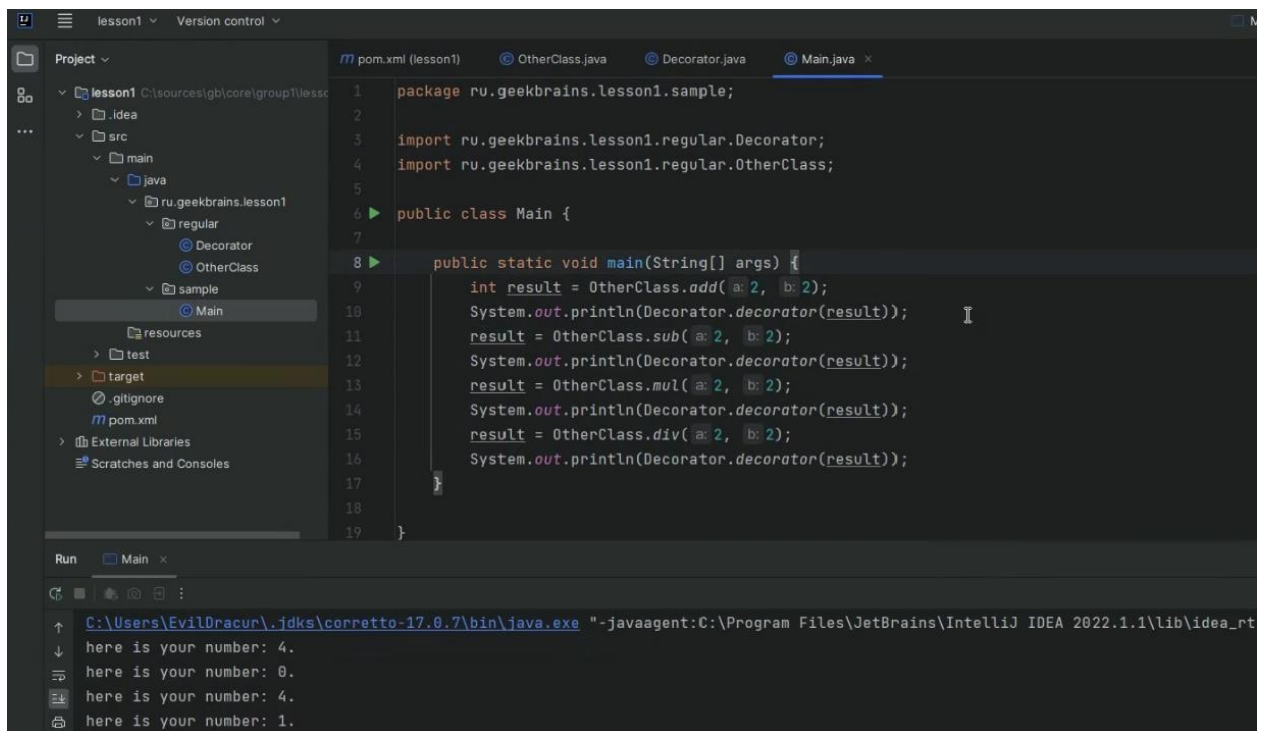 lesson1 Version control
Project
pom.xml (lesson1) OtherClass.java Decorator.java Main.java
lesson1 C:\sources\gb\core\group1\lessc
.idea
src
main
java
ru.geekbrains.lesson1
regular
Decorator
OtherClass
sample
Main
resources
test
target
.gitignore
pom.xml
External Libraries
Scratches and Consoles
1 package ru.geekbrains.lesson1.sample;
2
3 import ru.geekbrains.lesson1.regular.Decorator;
4 import ru.geekbrains.lesson1.regular.OtherClass;
5
6 public class Main {
7
8 public static void main(String[] args) {
9 int result = OtherClass.add( a: 2, b: 2);
10 System.out.println(Decorator.decorator(result));
11 result = OtherClass.sub( a: 2, b: 2);
12 System.out.println(Decorator.decorator(result));
13 result = OtherClass.mul( a: 2, b: 2);
14 System.out.println(Decorator.decorator(result));
15 result = OtherClass.div( a: 2, b: 2);
16 System.out.println(Decorator.decorator(result));
17 }
18
19 }
Run Main
C:\Users\EvilDracur\.jdks\corretto-17.0.7\bin\java.exe "-javaagent:C:\Program Files\JetBrains\IntelliJ IDEA 2022.1.1\lib\idea_rt
here is your number: 4.
here is your number: 0.
here is your number: 4.
here is your number: 1.